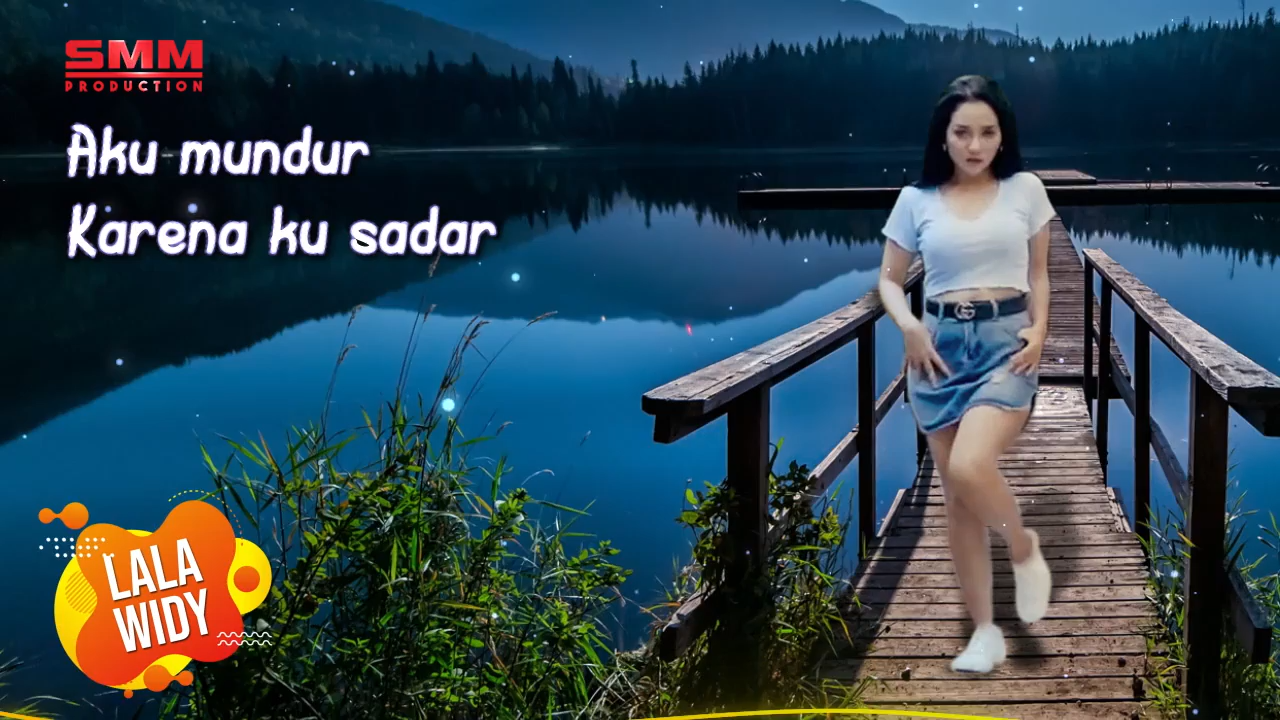 SMM
PRODUCTION
Aku mundur
Karena ku sadar
LALA
WIDY